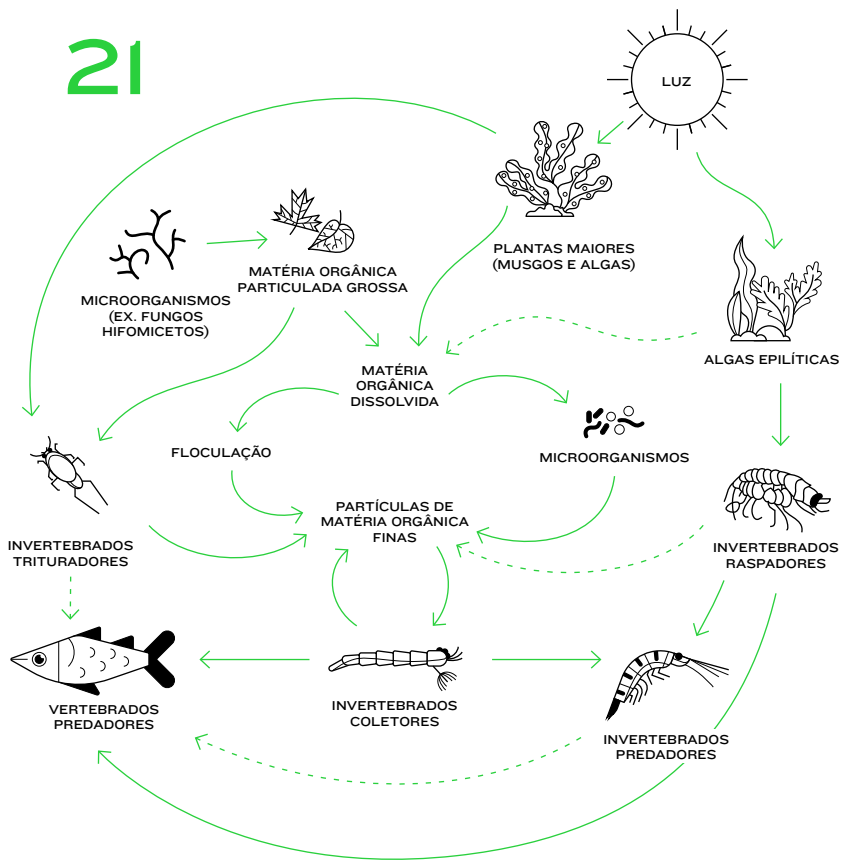 21
LUZ
PLANTAS MAIORES
(MUSGOS E ALGAS)
MATÉRIA ORGÂNICA
PARTICULADA GROSSA
MICROORGANISMOS
(EX. FUNGOS
HIFOMICETOS)
ALGAS EPILÍTICAS
MATÉRIA
ORGÂNICA
DISSOLVIDA
FLOCULAÇÃO
MICROORGANISMOS
PARTÍCULAS DE
MATÉRIA ORGÂNICA
FINAS
INVERTEBRADOS
TRITURADORES
INVERTEBRADOS
RASPADORES
VERTEBRADOS
PREDADORES
INVERTEBRADOS
COLETORES
INVERTEBRADOS
PREDADORES